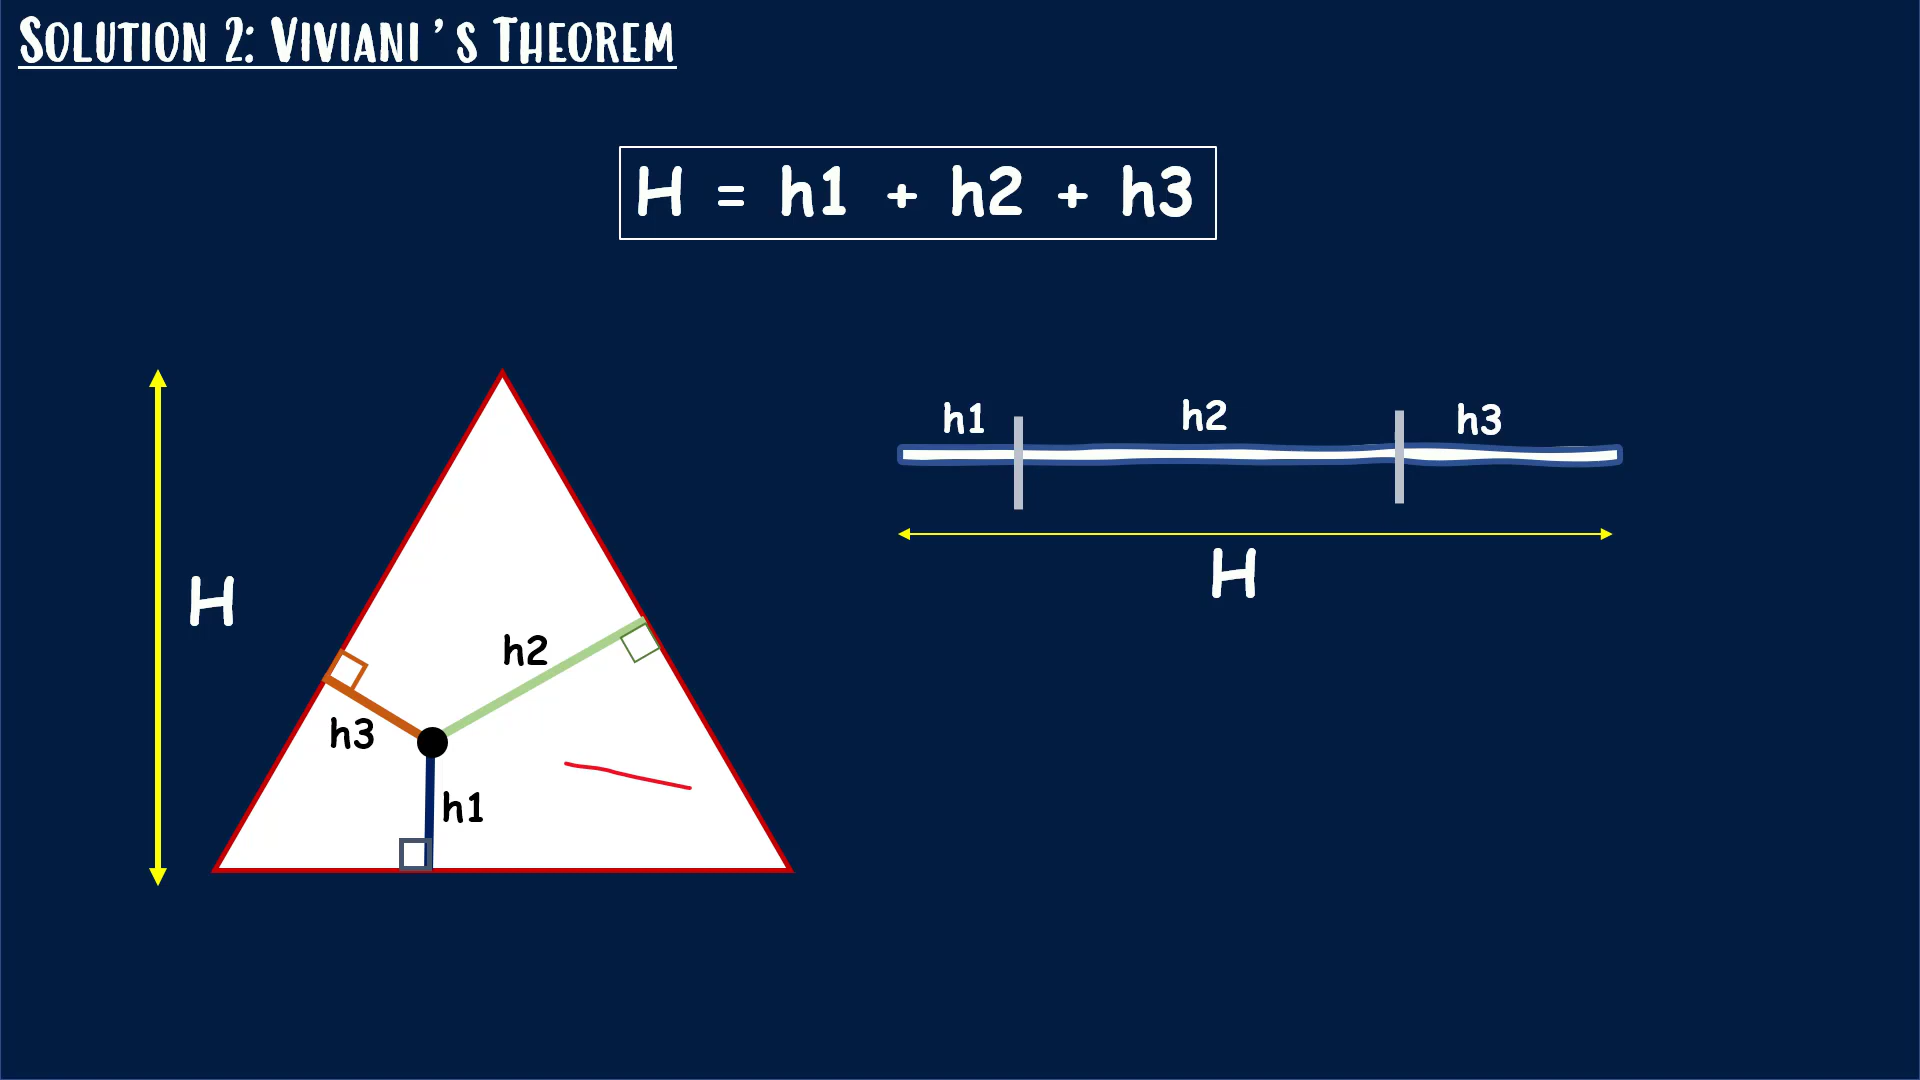 SOLUTION 2: VIVIANI'S THEOREM
H = h1 + h2 + h3
h1 h2 h3
H
H
h2
h3
h1